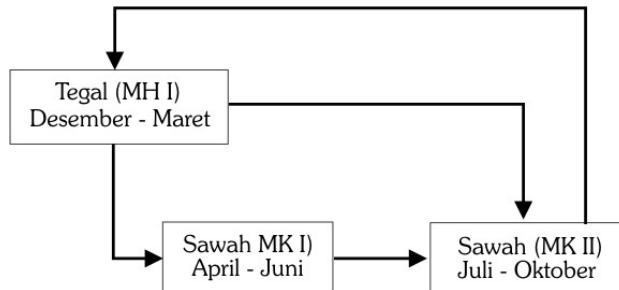 Tegal (MH I)
Desember - Maret
Sawah MK I)
April - Juni
Sawah (MK II)
Juli - Oktober